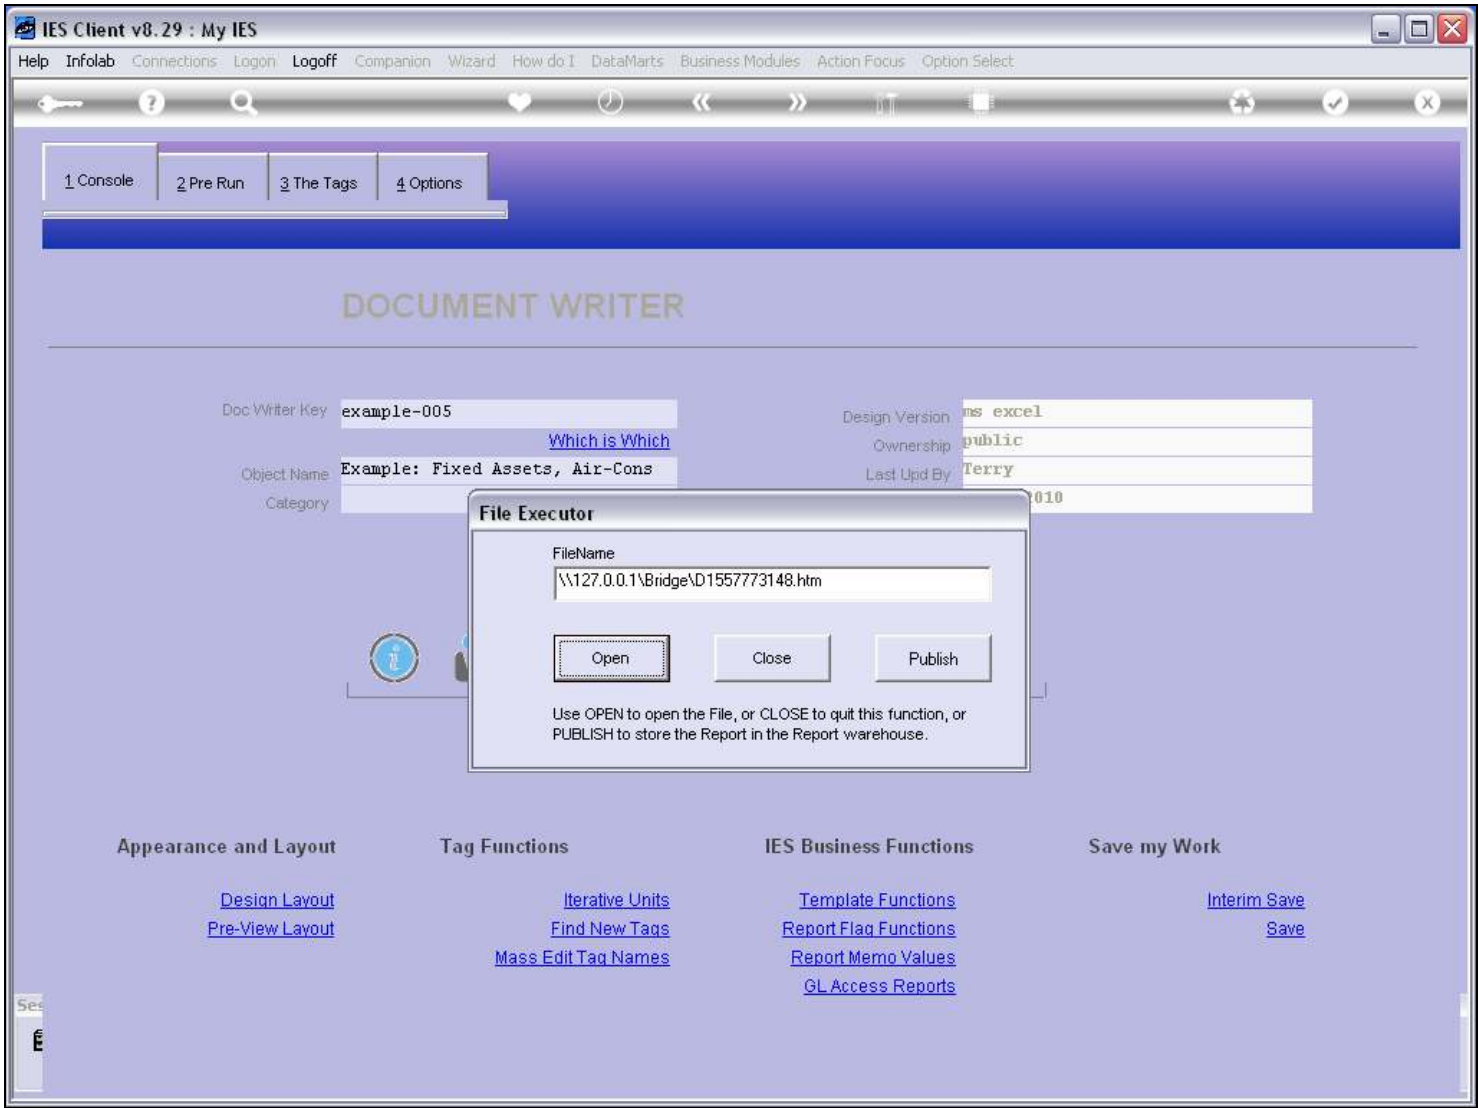 IES Client v8.29 : My IES
Help Infolab Connections Logon Logoff Companion Wizard How do I DataMarts Business Modules Action Focus Option Select
1 Console
2 Pre Run
3 The Tags
4 Options
DOCUMENT WRITER
Doc Writer Key example-005
Which is Which
Object Name Example: Fixed Assets, Air-Cons
Category
Design Version ms excel
Ownership public
Last Upd By Terry
2010
File Executor
FileName
\\127.0.0.1\Bridge\D1557773148.htm
Open Close Publish
Use OPEN to open the File, or CLOSE to quit this function, or
PUBLISH to store the Report in the Report warehouse.
Appearance and Layout
Design Layout
Pre-View Layout
Tag Functions
Iterative Units
Find New Tags
Mass Edit Tag Names
IES Business Functions
Template Functions
Report Flag Functions
Report Memo Values
GL Access Reports
Save my Work
Interim Save
Save